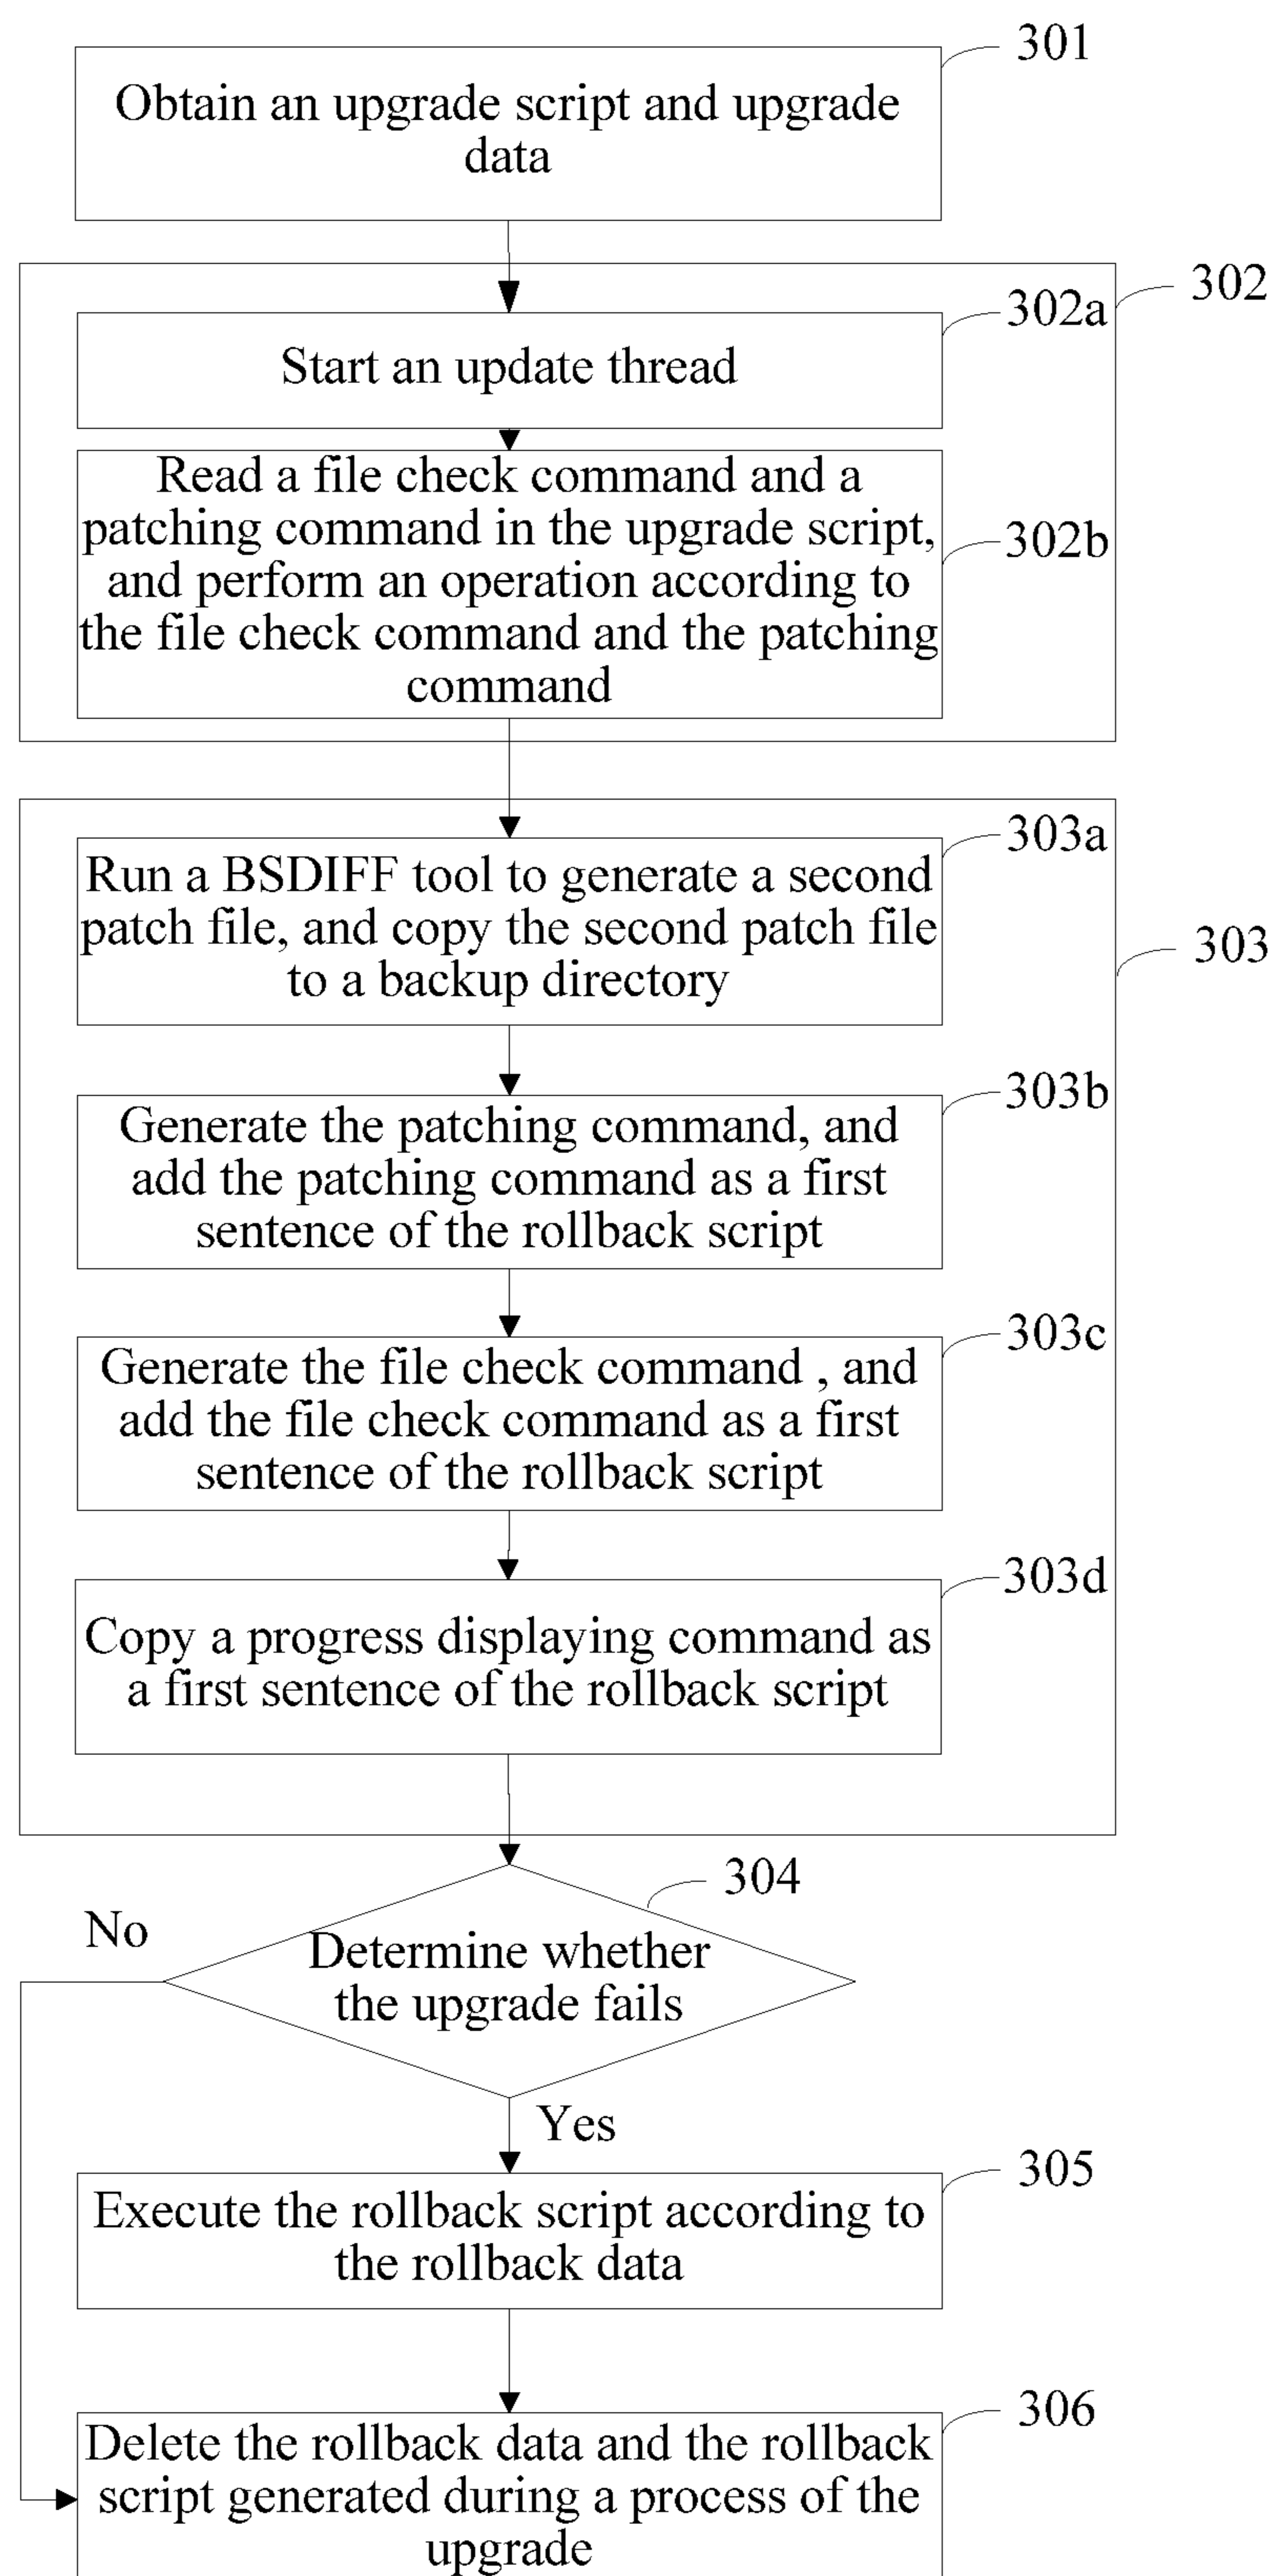 301
Obtain an upgrade script and upgrade
data
302
302a
Start an update thread
Read a file check command and a
patching command in the upgrade script,
302b
and perform an operation according to
the file check command and the patching
command
303a
Run a BSDIFF tool to generate a second
patch file, and copy the second patch file
303
to a backup directory
303b
Generate the patching command, and
add the patching command as a first
sentence of the rollback script
303c
Generate the file check command , and
add the file check command as a first
sentence of the rollback script
303d
Copy a progress displaying command as
a first sentence of the rollback script
304
No
Determine whether
the upgrade fails
Yes
305
Execute the rollback script according to
the rollback data
306
Delete the rollback data and the rollback
script generated during a process of the
upgrade